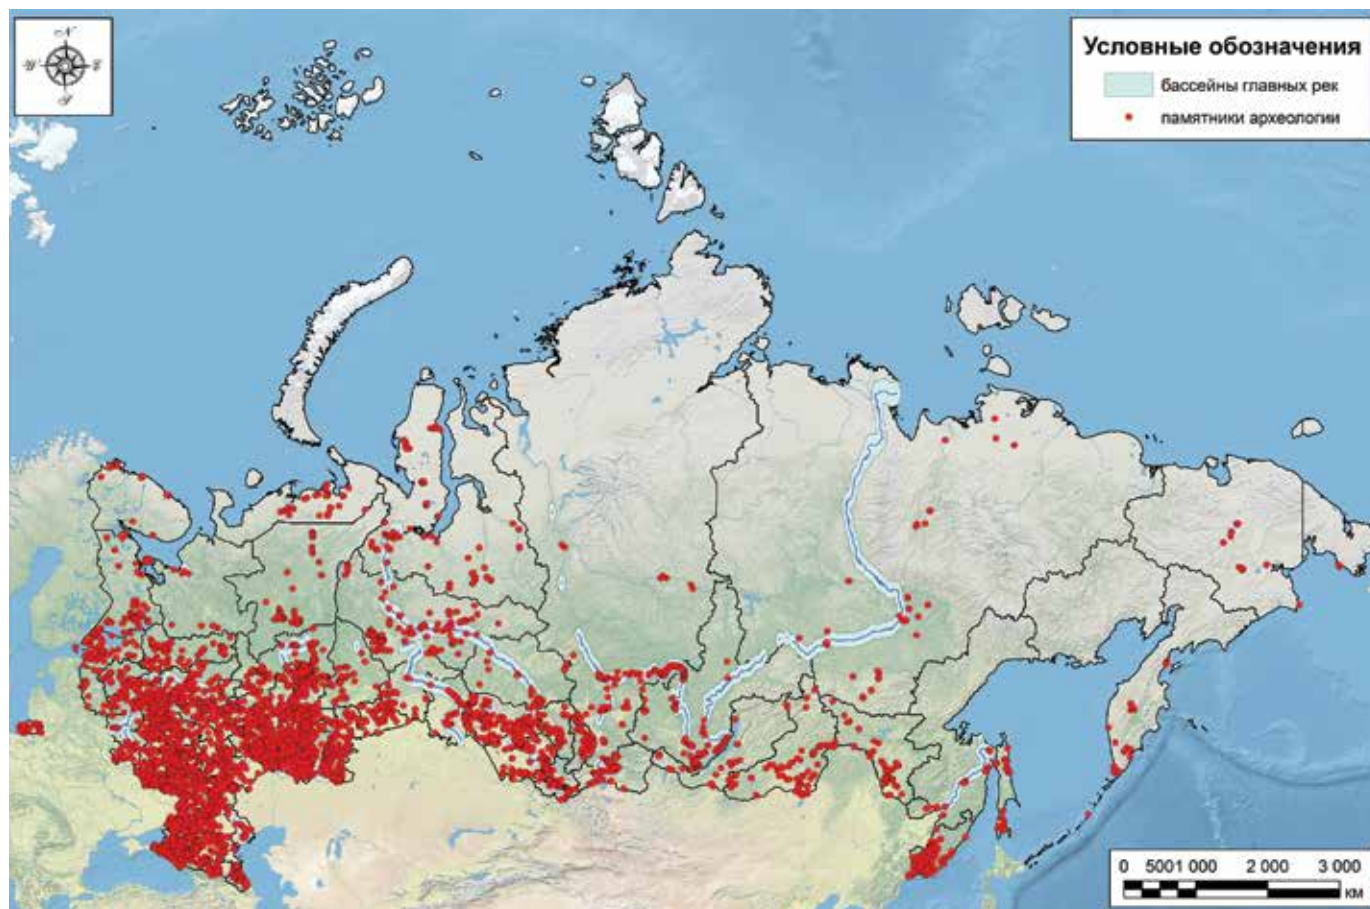 N
Условные обозначения
бассейны главных рек
памятники археологии
S
0 5001 000 2 000 3 000
км